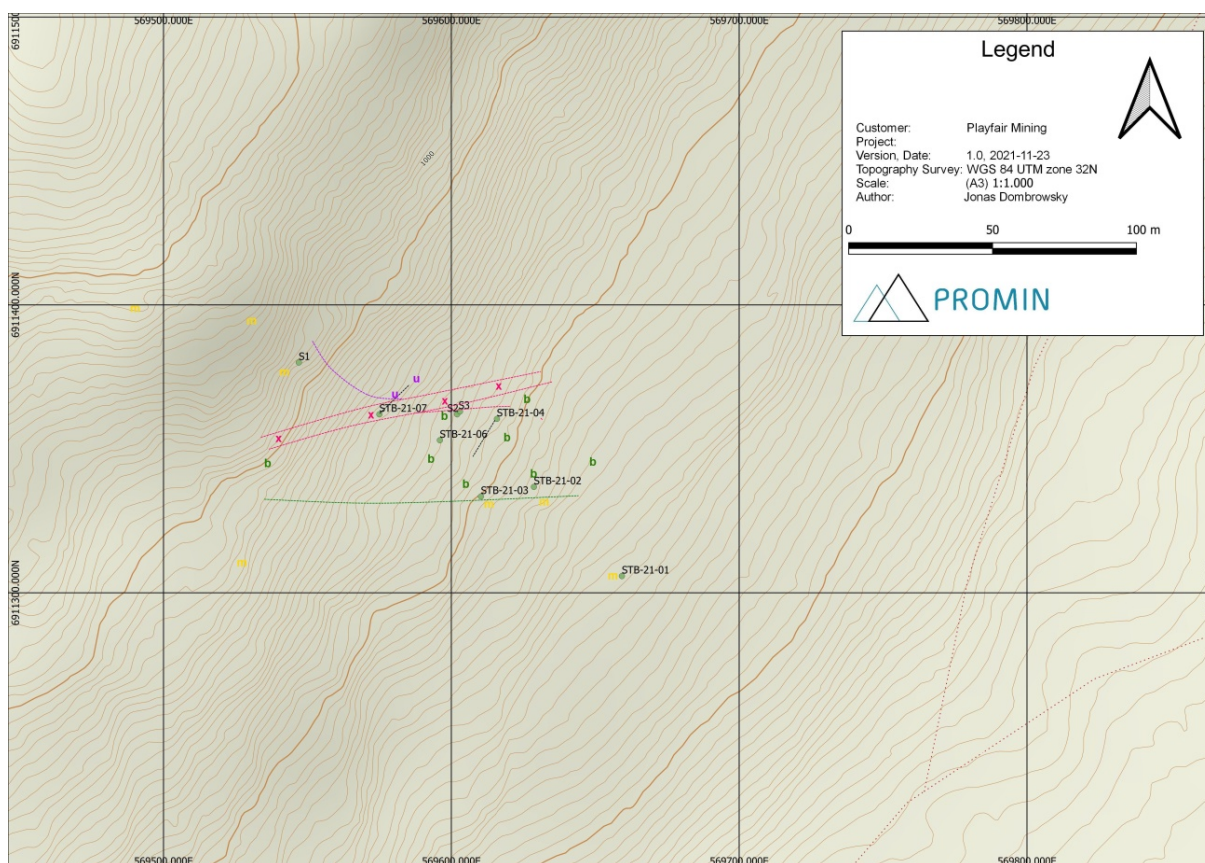 569500.000E
569600.000E
569700.000E
569800.000E
6911500
Legend
Customer: Playfair Mining
Project:
Version, Date: 1.0, 2021-11-23
Topography Survey: WGS 84 UTM zone 32N
Scale: (A3) 1:1.000
Author: Jonas Dombrowsky
0 50 100 m
PROMIN
1000
6911400.000N
m
m
S1
m
u
u
x
STB-21-07
x
x
b
S2
S3
b
STB-21-04
x
STB-21-06
b
b
b
b
b
b
STB-21-02
STB-21-03
m
m
m
m
STB-21-01
6911300.000N
569500.000E
569600.000E
569700.000E
569800.000E